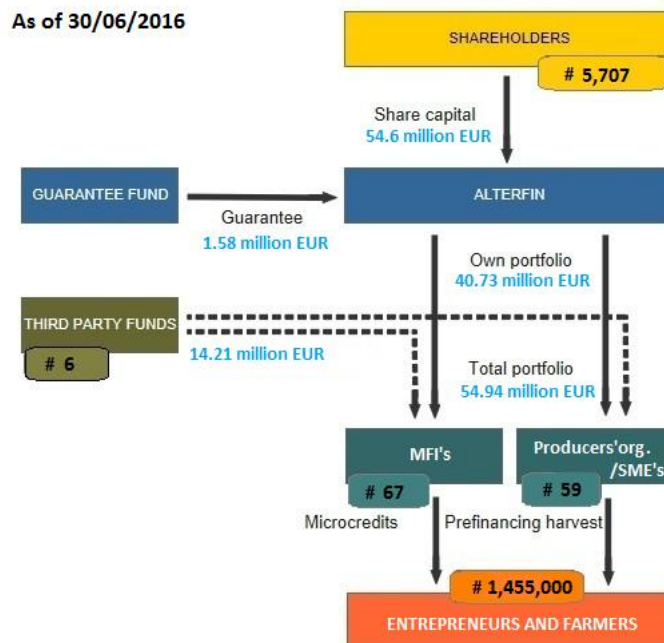 As of 30/06/2016
SHAREHOLDERS
# 5,707
Share capital
54.6 million EUR
GUARANTEE FUND
ALTERFIN
Guarantee
1.58 million EUR
Own portfolio
40.73 million EUR
THIRD PARTY FUNDS
# 6
14.21 million EUR
Total portfolio
54.94 million EUR
MFI's
Producers'org.
/SME's
# 67
# 59
Microcredits
Prefinancing harvest
# 1,455,000
ENTREPRENEURS AND FARMERS